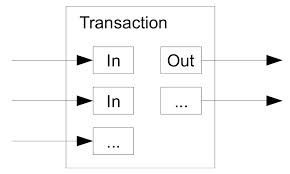 Transaction
In Out
In ...
...